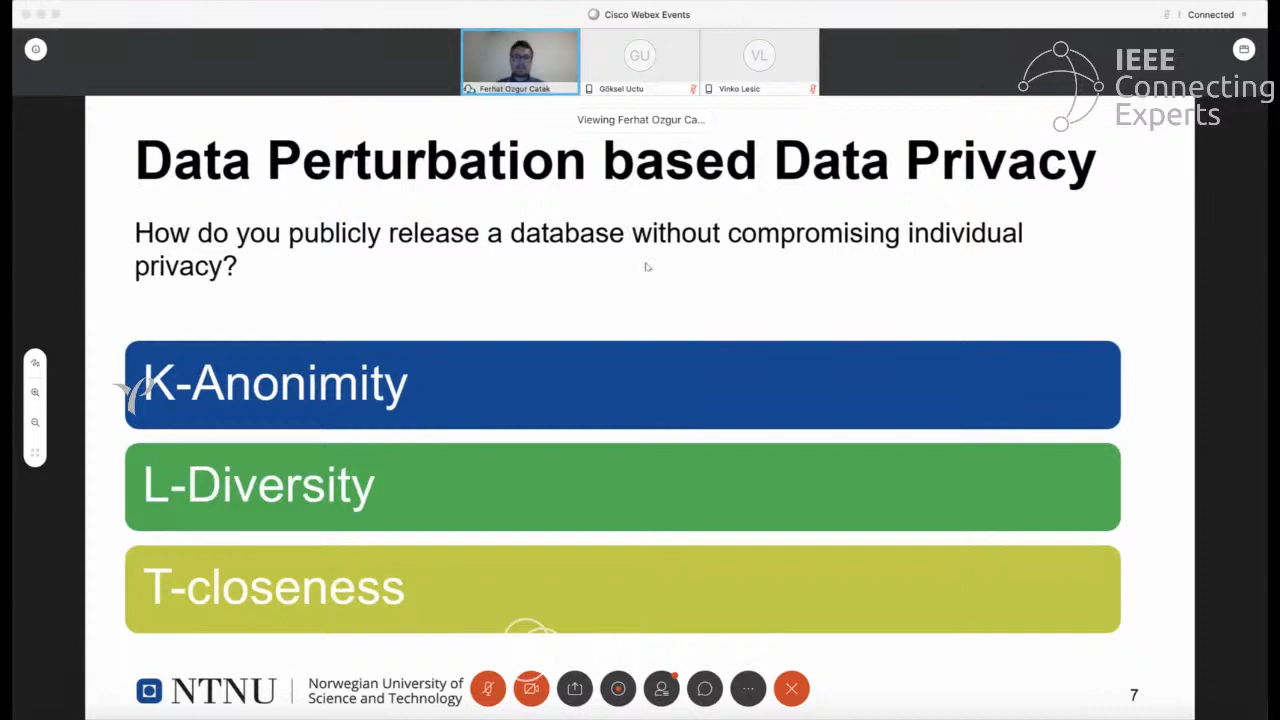 Cisco Webex Events
Connected
GU
VL
Ferhat Ozgur Catak
Göksel Uctu
Vinko Lesic
IEEE
Connecting
Experts
Viewing Ferhat Ozgur Ca...
Data Perturbation based Data Privacy
How do you publicly release a database without compromising individual
privacy?
K-Anonimity
L-Diversity
T-closeness
NTNU
Norwegian University of
Science and Technology
7